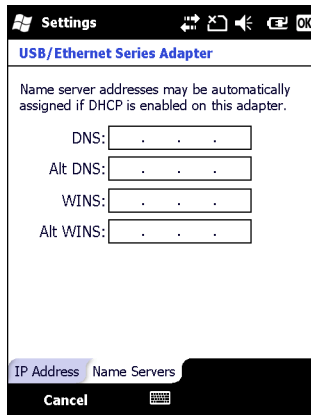 Settings
OK
USB/Ethernet Series Adapter
Name server addresses may be automatically
assigned if DHCP is enabled on this adapter.
DNS: . . .
Alt DNS: . . .
WINS: . . .
Alt WINS: . . .
IP Address Name Servers
Cancel